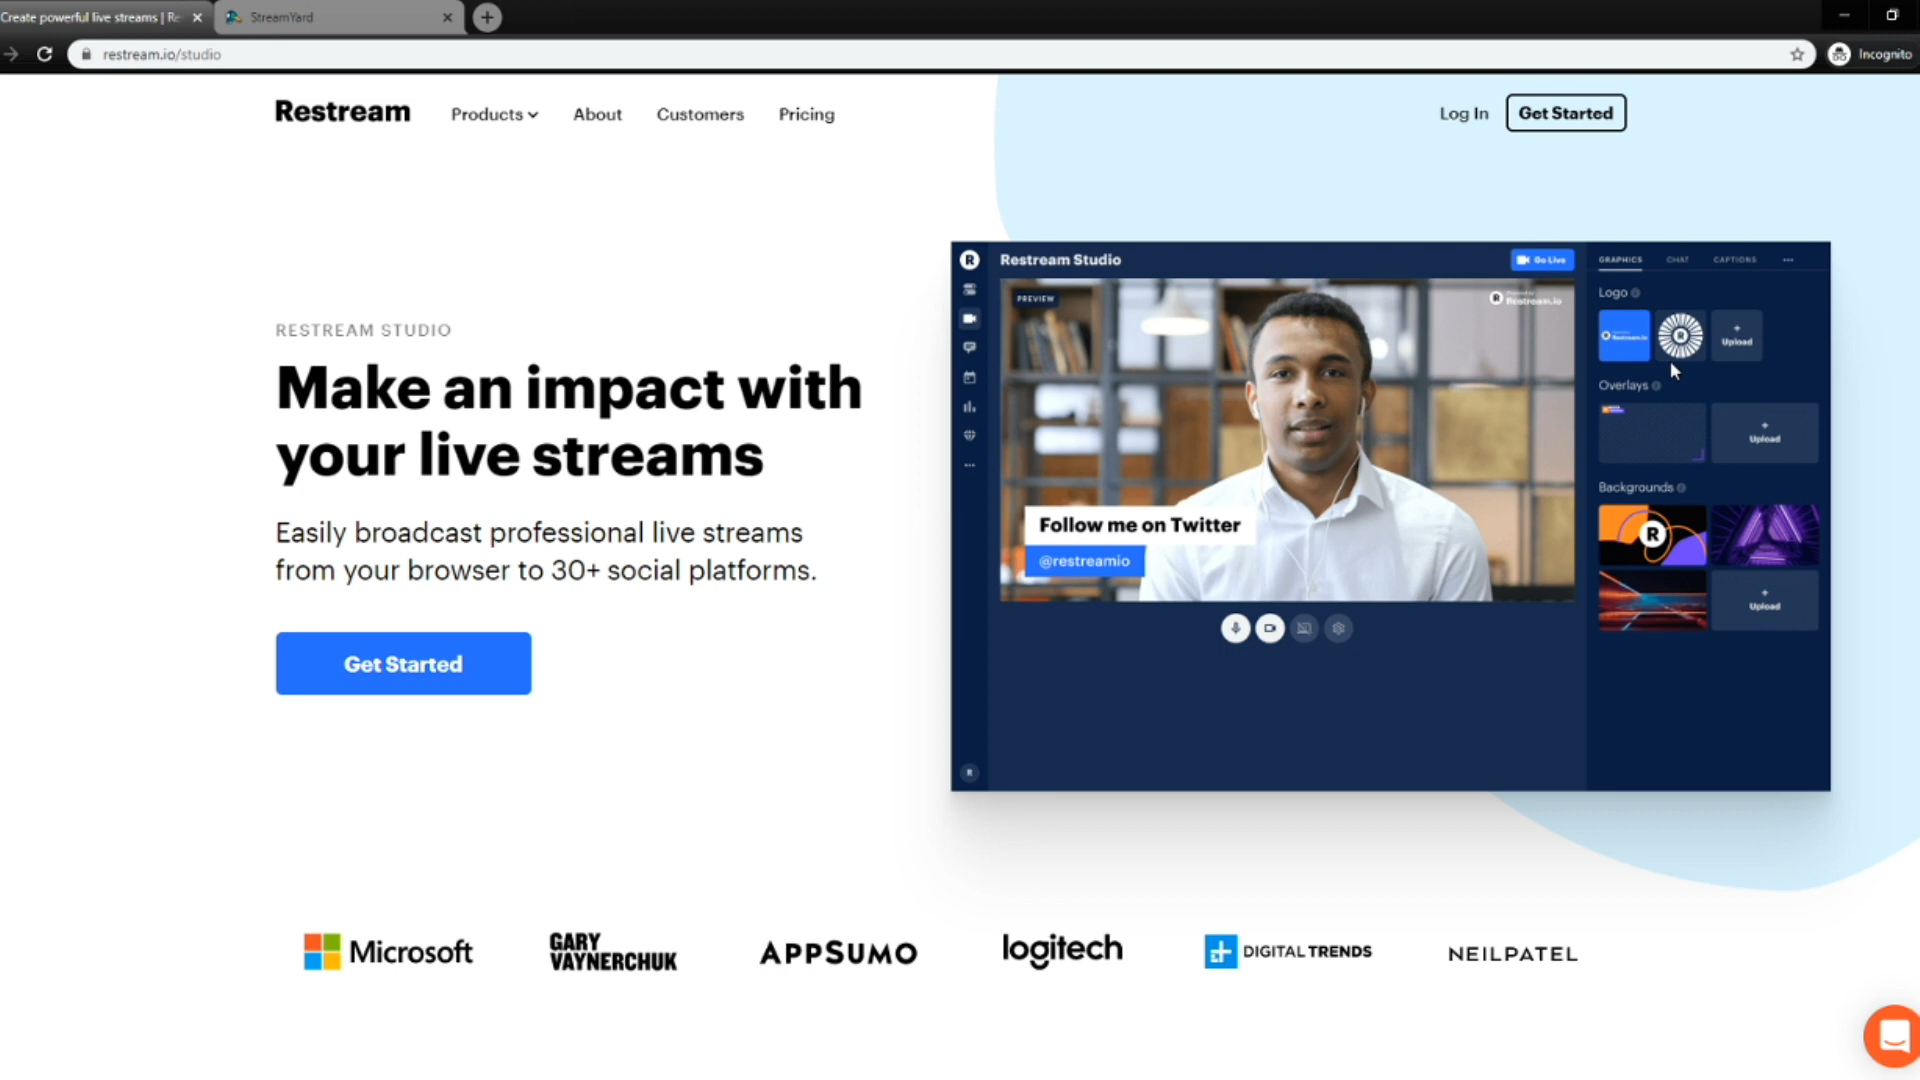 Create powerful live streams | Re
StreamYard
restream.io/studio
Incognito
Restream
Products
About
Customers
Pricing
Log In
Get Started
RESTREAM STUDIO
Make an impact with
your live streams
Easily broadcast professional live streams
from your browser to 30+ social platforms.
Get Started
R
Restream Studio
Go Live
PREVIEW
Restream.io
Follow me on Twitter
@restreamio
GRAPHICS
CHAT
CAPTIONS
Logo
Restream.io
R
Upload
Overlays
Upload
Backgrounds
R
Upload
R
Microsoft
GARY
VAYNERCHUK
APPSUMO
logitech
DIGITAL TRENDS
NEILPATEL